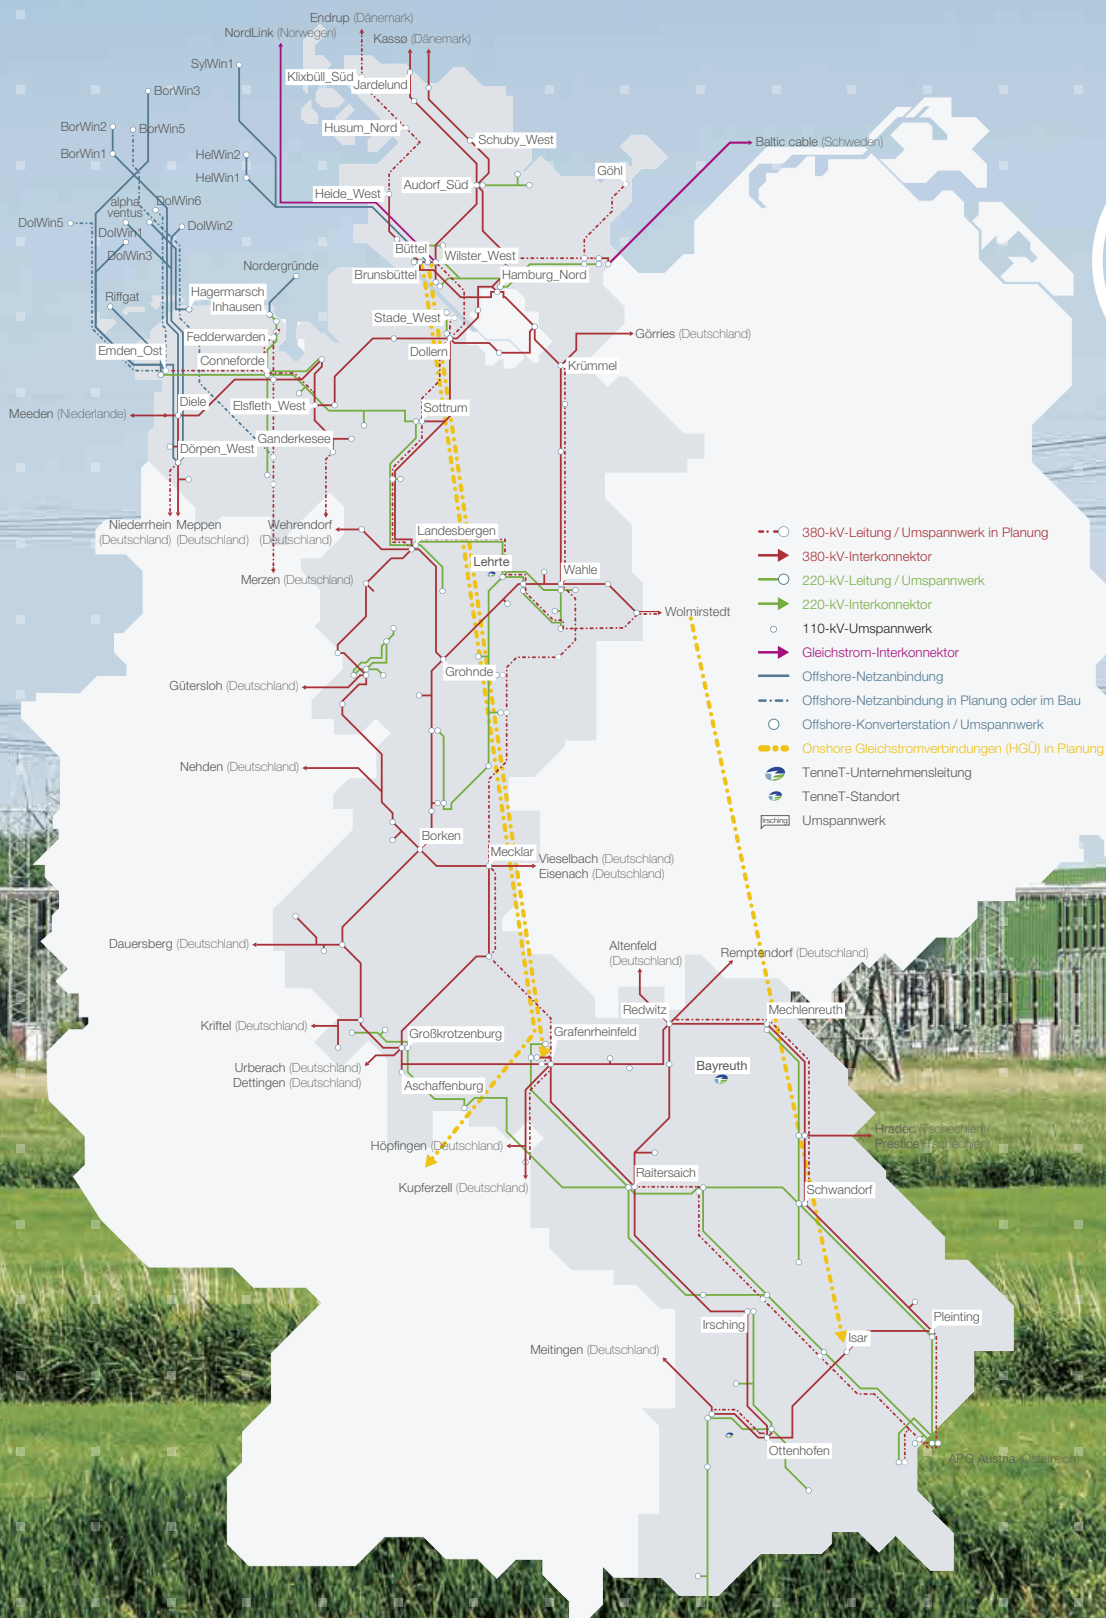 Endrup (Dänemark)
NordLink (Norwegen)
Kassø (Dänemark)
SylWin1
Klixbüll_Süd
Jardelund
BorWin3
BorWin2
BorWin5
Husum_Nord
Schuby_West
Baltic cable (Schweden)
BorWin1
HelWin2
HelWin1
Göhl
Audorf_Süd
Heide_West
alpha
ventus
DolWin6
DolWin5
DolWin1
DolWin2
DolWin3
Büttel
Wilster_West
Nordergründe
Brunsbüttel
Hamburg_Nord
Riffgat
Hagermarsch
Inhausen
Stade_West
Fedderwarden
Görries (Deutschland)
Emden_Ost
Conneforde
Dollern
Krümmel
Diele
Elsfleth_West
Sottrum
Meeden (Niederlande)
Ganderkesee
Dörpen_West
Niederrhein
(Deutschland)
Meppen
(Deutschland)
Wehrendorf
(Deutschland)
Landesbergen
Lehrte
Wahle
Merzen (Deutschland)
Wolmirstedt
380-kV-Leitung / Umspannwerk in Planung
380-kV-Interkonnektor
220-kV-Leitung / Umspannwerk
220-kV-Interkonnektor
110-kV-Umspannwerk
Gleichstrom-Interkonnektor
Offshore-Netzanbindung
Offshore-Netzanbindung in Planung oder im Bau
Offshore-Konverterstation / Umspannwerk
Onshore Gleichstromverbindungen (HGÜ) in Planung
TenneT-Unternehmensleitung
TenneT-Standort
Irsching
Umspannwerk
Grohnde
Gütersloh (Deutschland)
Nehden (Deutschland)
Borken
Mecklar
Vieselbach (Deutschland)
Eisenach (Deutschland)
Dauersberg (Deutschland)
Altenfeld
(Deutschland)
Remptendorf (Deutschland)
Redwitz
Mechlenreuth
Kriftel (Deutschland)
Großkrotzenburg
Grafenrheinfeld
Urberach (Deutschland)
Dettingen (Deutschland)
Bayreuth
Aschaffenburg
Hradec (Tschechien)
Prestice (Tschechien)
Höpfingen (Deutschland)
Kupferzell (Deutschland)
Raitersaich
Schwandorf
Irsching
Pleinting
Isar
Meitingen (Deutschland)
Ottenhofen
APG Austria (Österreich)